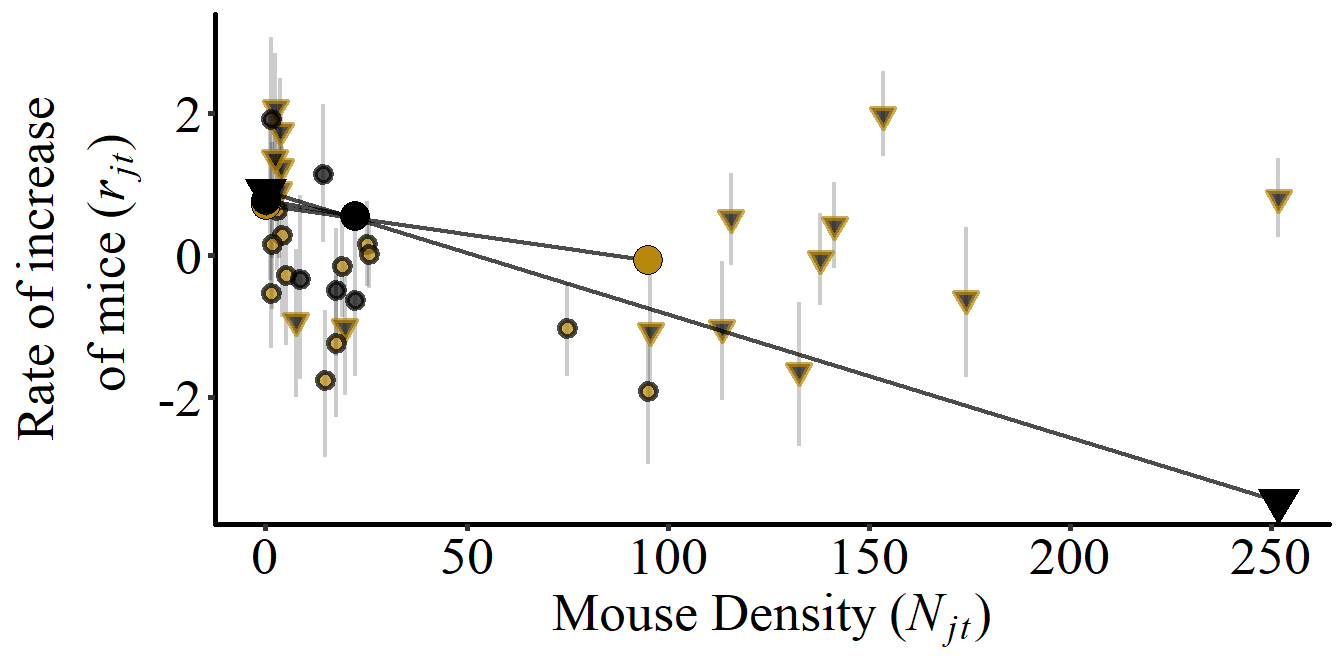 Rate of increase
of mice (r_jt)
2
0
-2
0 50 100 150 200 250
Mouse Density (N_jt)